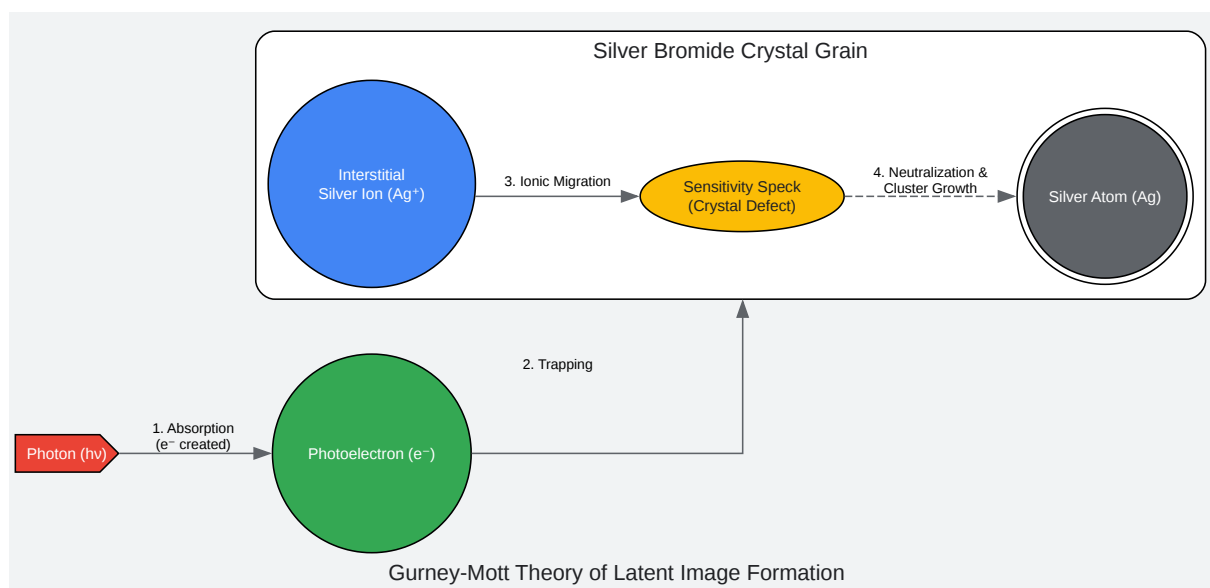 Silver Bromide Crystal Grain
Interstitial
Silver Ion (Ag⁺)
3. Ionic Migration
Sensitivity Speck
(Crystal Defect)
4. Neutralization &
Cluster Growth
Silver Atom (Ag)
2. Trapping
Photon (hν)
1. Absorption
(e⁻ created)
Photoelectron (e⁻)
Gurney-Mott Theory of Latent Image Formation